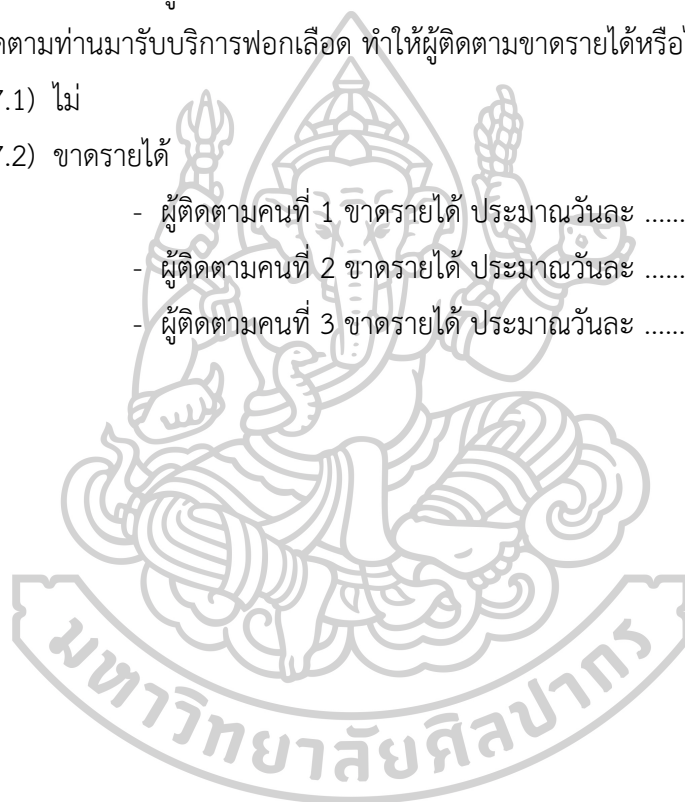 ตามท่านมารับบริการฟอกเลือด ทำให้ผู้ติดตามขาดรายได้หรือ
7.1) ไม่
7.2) ขาดรายได้
- ผู้ติดตามคนที่ 1 ขาดรายได้ ประมาณวันละ ......
- ผู้ติดตามคนที่ 2 ขาดรายได้ ประมาณวันละ ......
- ผู้ติดตามคนที่ 3 ขาดรายได้ ประมาณวันละ ......
มหาวิทยาลัยศิลปากร